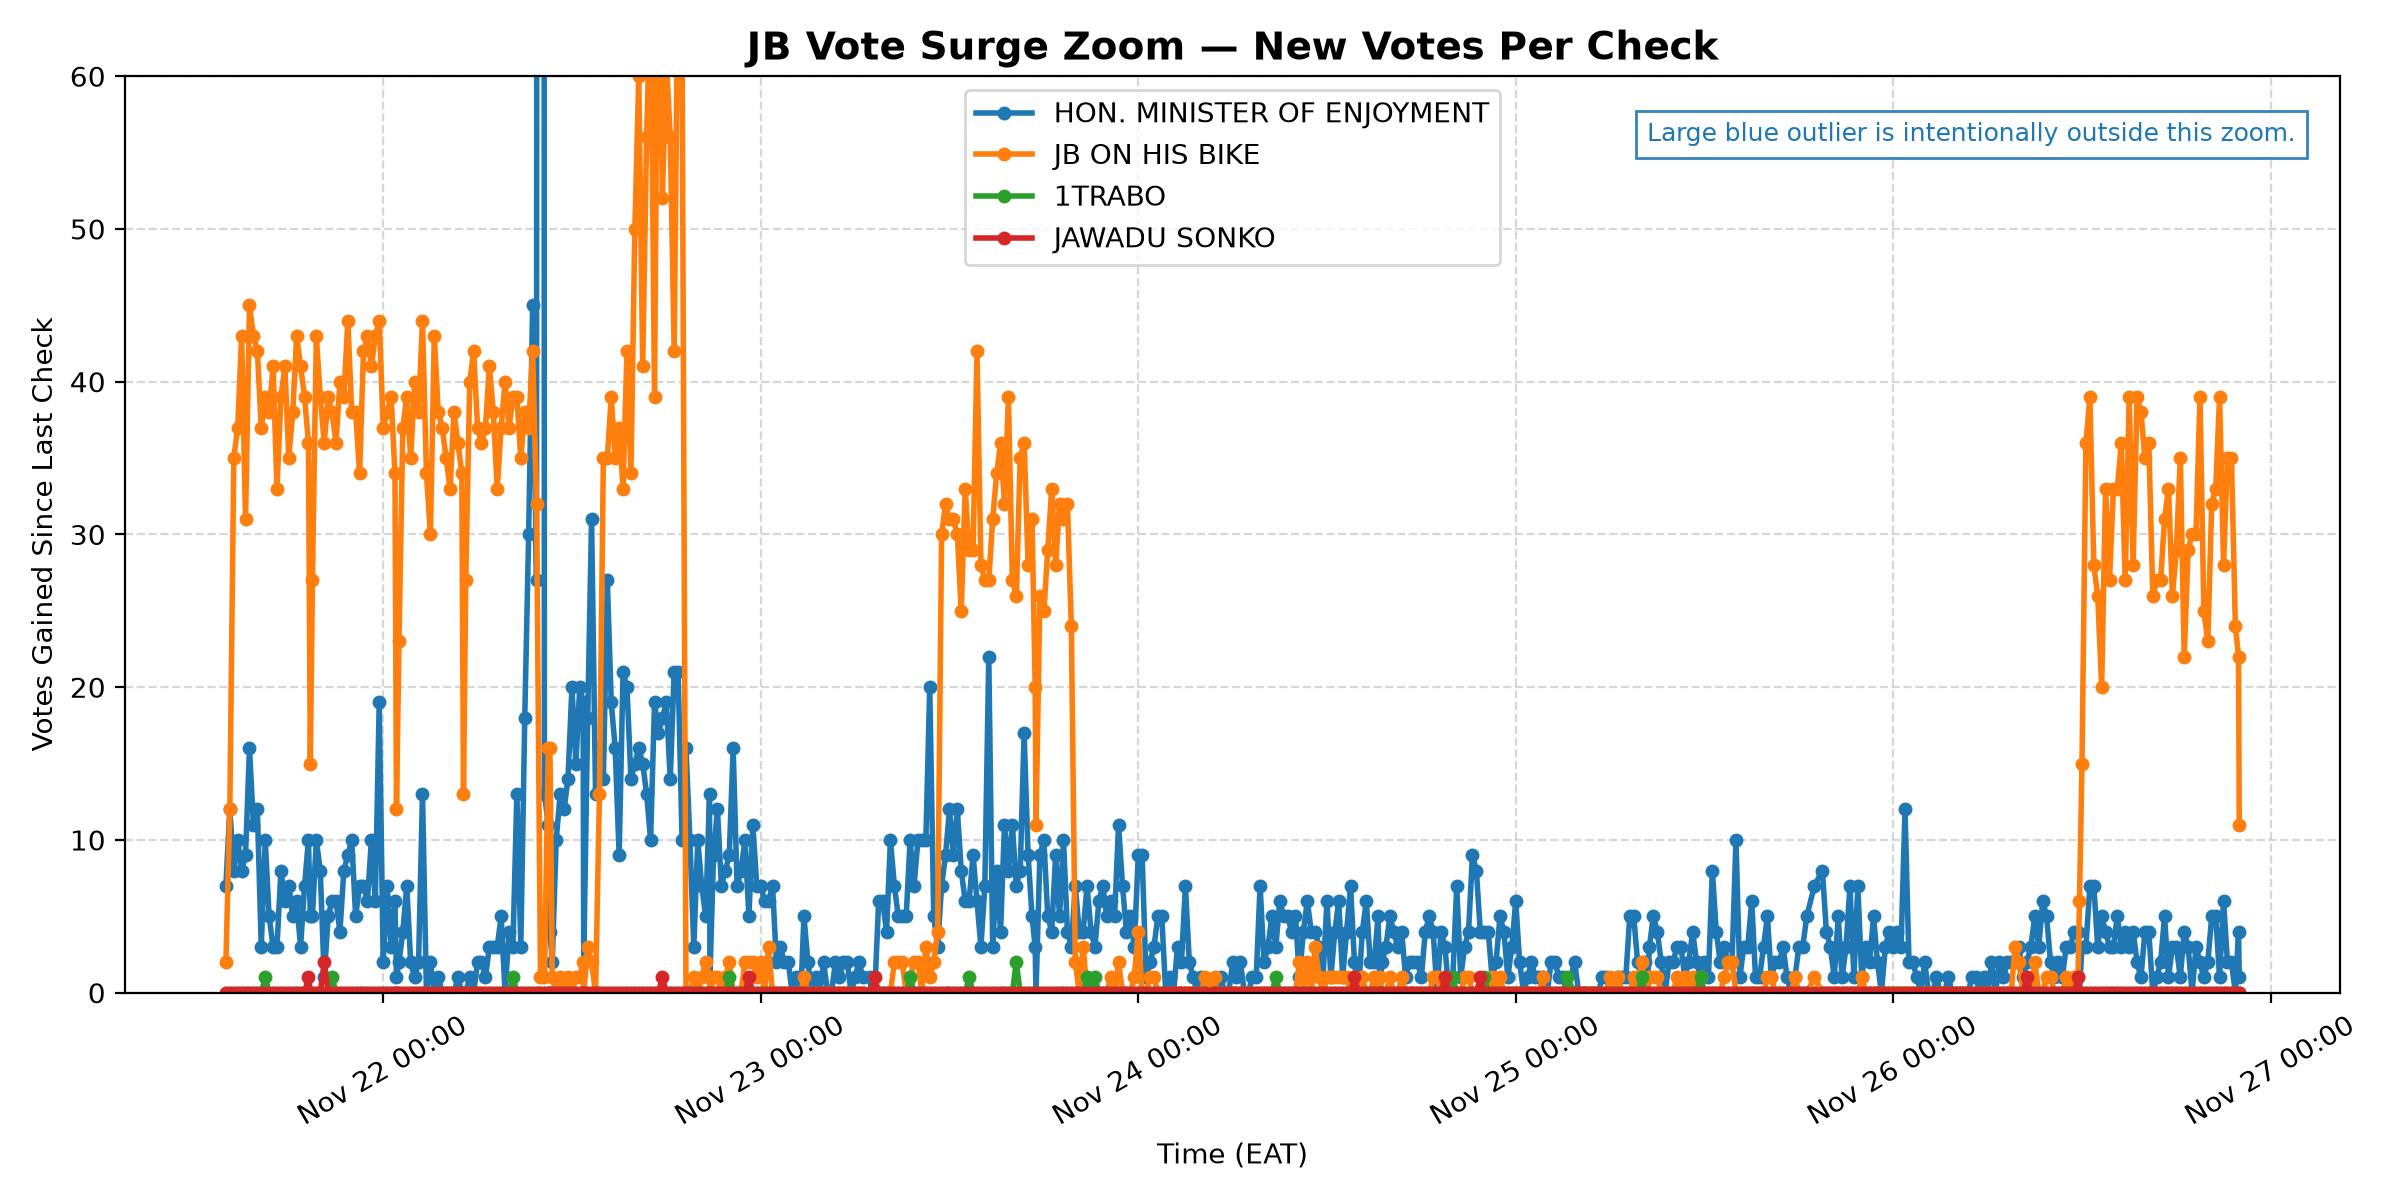 JB Vote Surge Zoom — New Votes Per Check
60
50
40
30
20
10
0
Votes Gained Since Last Check
HON. MINISTER OF ENJOYMENT
JB ON HIS BIKE
1TRABO
JAWADU SONKO
Large blue outlier is intentionally outside this zoom.
Nov 22 00:00
Nov 23 00:00
Nov 24 00:00
Nov 25 00:00
Nov 26 00:00
Nov 27 00:00
Time (EAT)